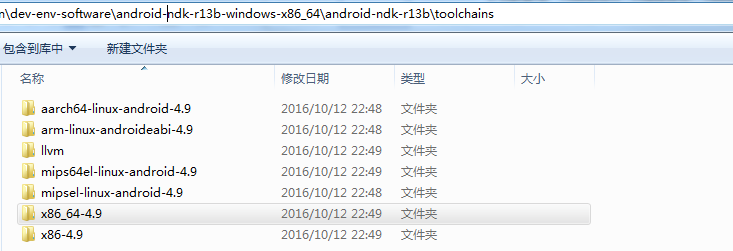 n\dev-env-software\android-ndk-r13b-windows-x86_64\android-ndk-r13b\toolchains
包含到库中 新建文件夹
名称 修改日期 类型 大小
aarch64-linux-android-4.9 2016/10/12 22:48 文件夹
arm-linux-androideabi-4.9 2016/10/12 22:48 文件夹
llvm 2016/10/12 22:49 文件夹
mips64el-linux-android-4.9 2016/10/12 22:49 文件夹
mipsel-linux-android-4.9 2016/10/12 22:48 文件夹
x86_64-4.9 2016/10/12 22:49 文件夹
x86-4.9 2016/10/12 22:49 文件夹